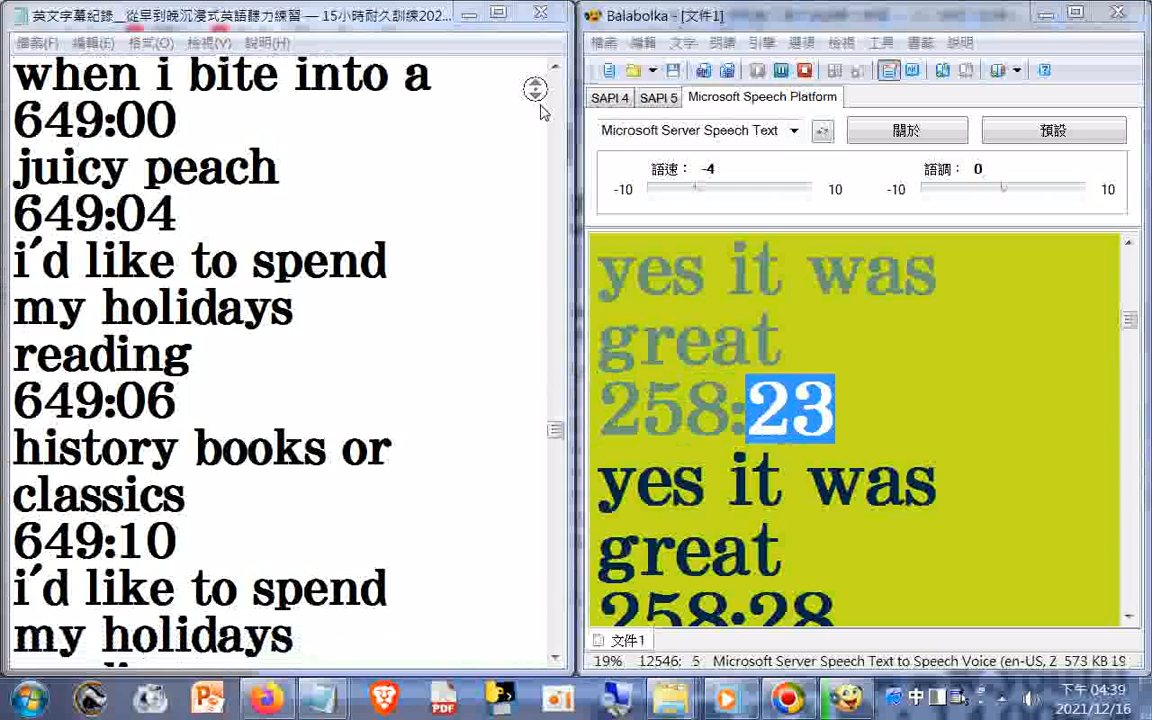 英文字幕紀錄__從早到晚沉浸式英語聽力練習 — 15小時耐久訓練202...
檔案(F) 編輯(E) 格式(O) 檢視(V) 說明(H)
when i bite into a
649:00
juicy peach
649:04
i'd like to spend
my holidays
reading
649:06
history books or
classics
649:10
i'd like to spend
my holidays
Balabolka - [文件1]
檔案 編輯 文字 朗讀 引擎 選項 檢視 工具 書籤 說明
SAPI 4 SAPI 5 Microsoft Speech Platform
Microsoft Server Speech Text 關於 預設
語速： -4 語調： 0
-10 10 -10 10
yes it was
great
258:23
yes it was
great
258:28
文件1
19% 12546: 5 Microsoft Server Speech Text to Speech Voice (en-US, Z 573 KB 19
PDF
中
下午 04:39
2021/12/16